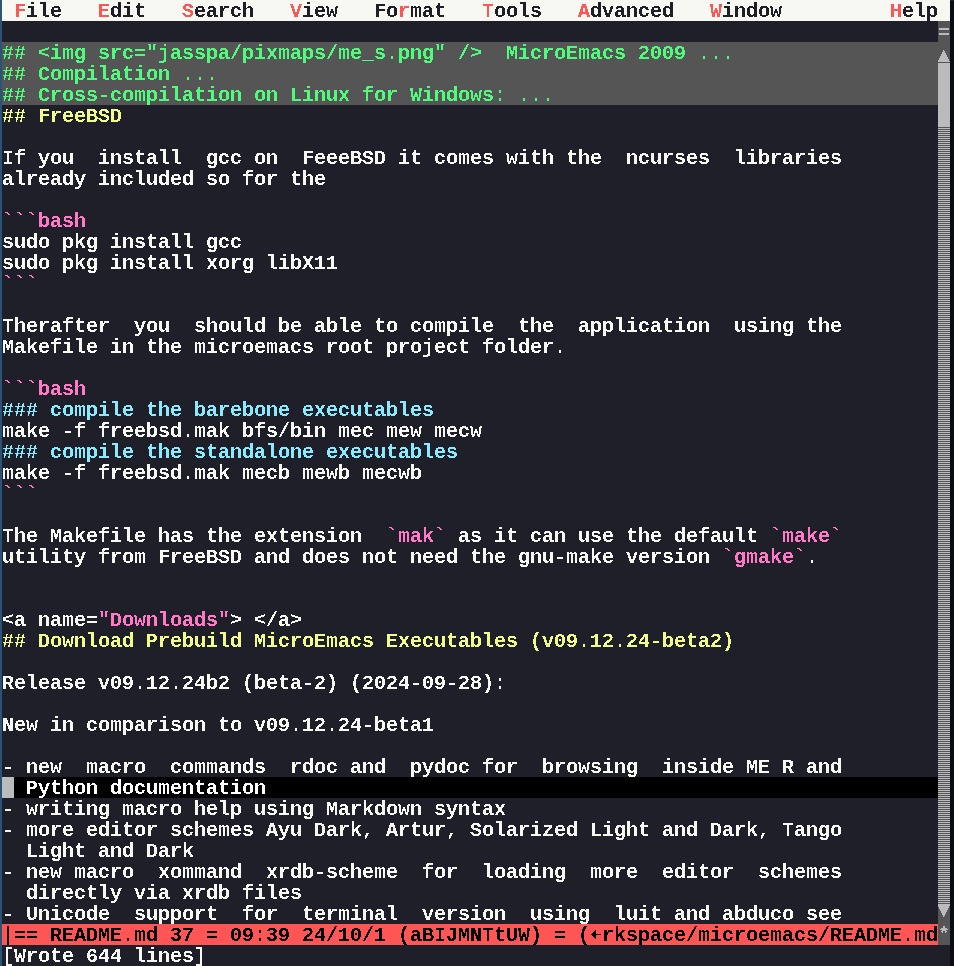 File Edit Search View Format Tools Advanced Window Help
## <img src="jasspa/pixmaps/me_s.png" /> MicroEmacs 2009 ...
## Compilation ...
## Cross-compilation on Linux for Windows: ...
## FreeBSD
If you install gcc on FeeeBSD it comes with the ncurses libraries
already included so for the
```bash
sudo pkg install gcc
sudo pkg install xorg libX11
```
Therafter you should be able to compile the application using the
Makefile in the microemacs root project folder.
```bash
### compile the barebone executables
make -f freebsd.mak bfs/bin mec mew mecw
### compile the standalone executables
make -f freebsd.mak mecb mewb mecwb
```
The Makefile has the extension `mak` as it can use the default `make`
utility from FreeBSD and does not need the gnu-make version `gmake`.
<a name="Downloads"> </a>
## Download Prebuild MicroEmacs Executables (v09.12.24-beta2)
Release v09.12.24b2 (beta-2) (2024-09-28):
New in comparison to v09.12.24-beta1
- new macro commands rdoc and pydoc for browsing inside ME R and
Python documentation
- writing macro help using Markdown syntax
- more editor schemes Ayu Dark, Artur, Solarized Light and Dark, Tango
Light and Dark
- new macro xommand xrdb-scheme for loading more editor schemes
directly via xrdb files
- Unicode support for terminal version using luit and abduco see
|== README.md 37 = 09:39 24/10/1 (aBIJMNTtUW) = (←rkspace/microemacs/README.md
[Wrote 644 lines]